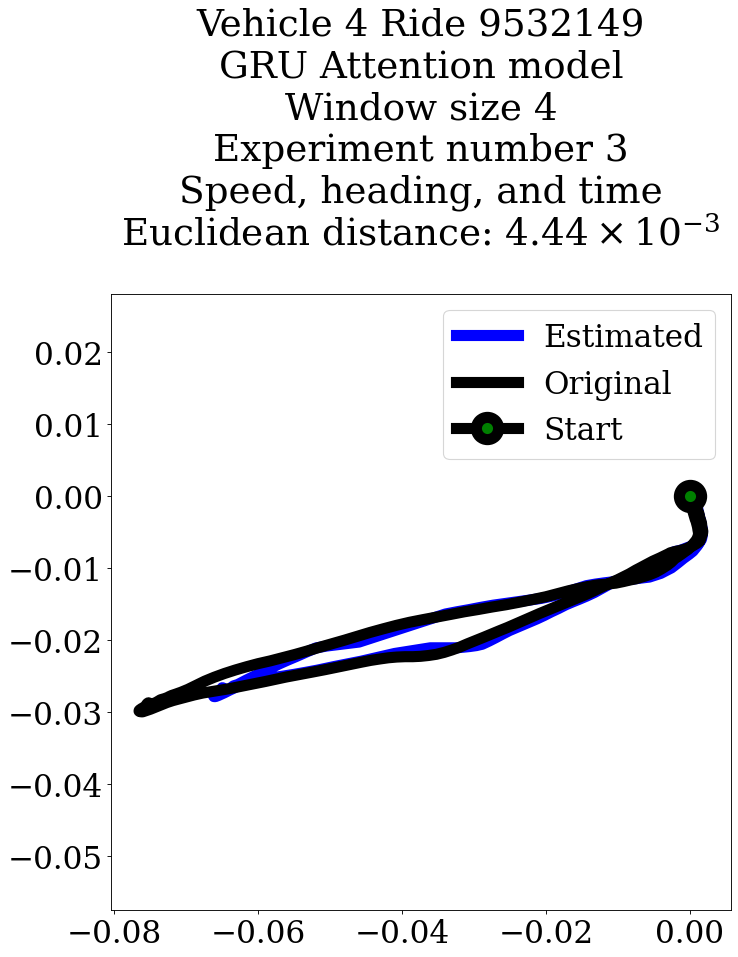 Vehicle 4 Ride 9532149
GRU Attention model
Window size 4
Experiment number 3
Speed, heading, and time
Euclidean distance: 4.44 × 10⁻³
Estimated
Original
Start
0.02
0.01
0.00
−0.01
−0.02
−0.03
−0.04
−0.05
−0.08
−0.06
−0.04
−0.02
0.00